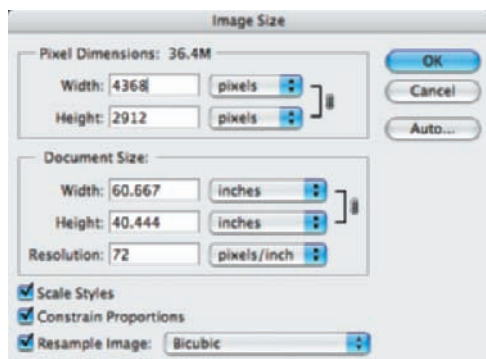 Image Size
Pixel Dimensions: 36.4M
OK
Width: 4368 pixels
Cancel
Height: 2912 pixels
Auto...
Document Size:
Width: 60.667 inches
Height: 40.444 inches
Resolution: 72 pixels/inch
Scale Styles
Constrain Proportions
Resample Image: Bicubic